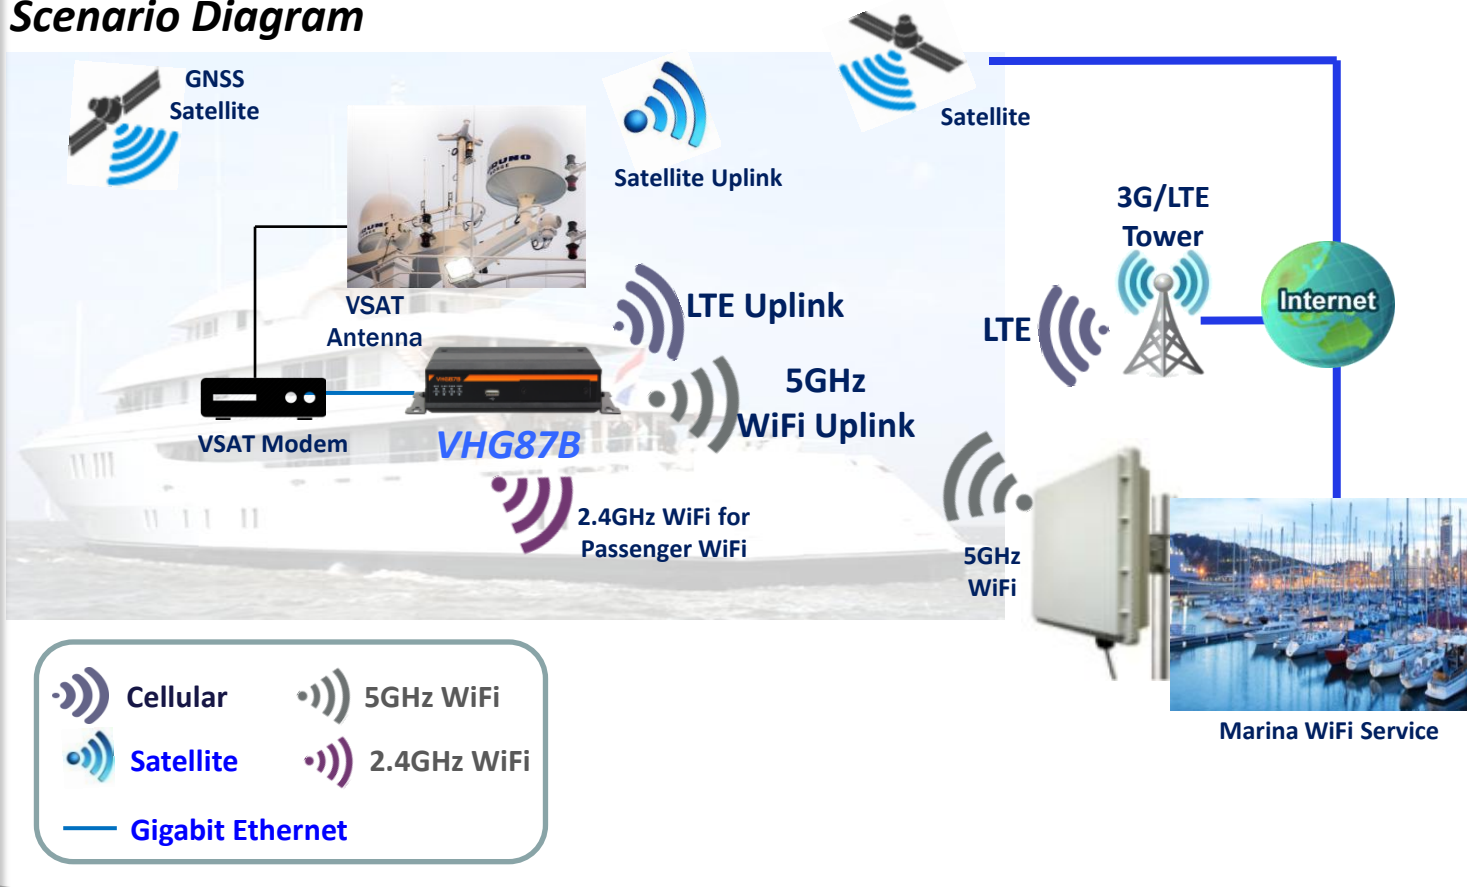 Scenario Diagram
GNSS
Satellite
Satellite Uplink
Satellite
3G/LTE
Tower
Internet
VSAT
Antenna
LTE Uplink
LTE
5GHz
WiFi Uplink
VHG87B
VSAT Modem
VHG87B
2.4GHz WiFi for
Passenger WiFi
5GHz
WiFi
Marina WiFi Service
Cellular
5GHz WiFi
Satellite
2.4GHz WiFi
Gigabit Ethernet